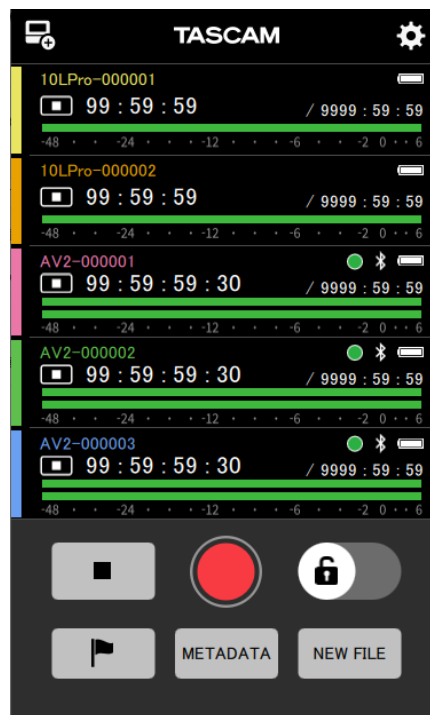 TASCAM
10LPro-000001
99 : 59 : 59 / 9999 : 59 : 59
-48 · · -24 · · · -12 · · · -6 · · -2 0 · · 6
10LPro-000002
99 : 59 : 59 / 9999 : 59 : 59
-48 · · -24 · · · -12 · · · -6 · · -2 0 · · 6
AV2-000001
99 : 59 : 59 : 30 / 9999 : 59 : 59
-48 · · -24 · · · -12 · · · -6 · · -2 0 · · 6
AV2-000002
99 : 59 : 59 : 30 / 9999 : 59 : 59
-48 · · -24 · · · -12 · · · -6 · · -2 0 · · 6
AV2-000003
99 : 59 : 59 : 30 / 9999 : 59 : 59
-48 · · -24 · · · -12 · · · -6 · · -2 0 · · 6
METADATA NEW FILE